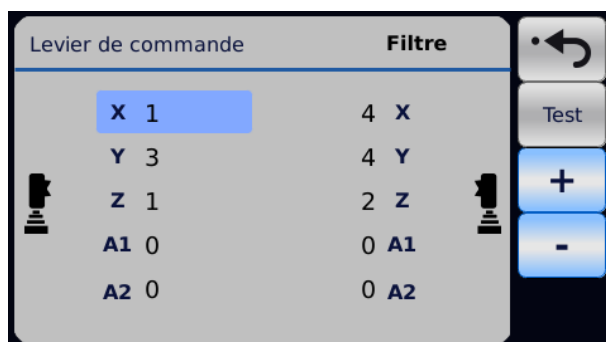 Levier de commande Filtre
X 1 4 X Test
Y 3 4 Y
Z 1 2 Z +
A1 0 0 A1 -
A2 0 0 A2